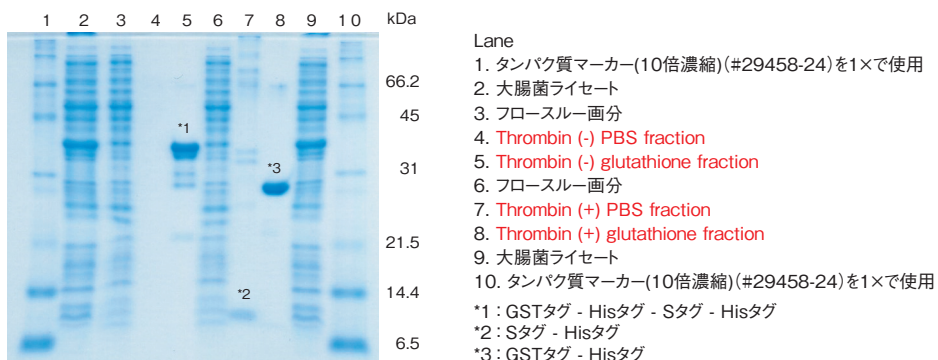 1 2 3 4 5 6 7 8 9 10 kDa
66.2
45
*1
31
*3
21.5
*2
14.4
6.5
Lane
1. タンパク質マーカー(10倍濃縮)(#29458-24)を1×で使用
2. 大腸菌ライセート
3. フロースルー画分
4. Thrombin (-) PBS fraction
5. Thrombin (-) glutathione fraction
6. フロースルー画分
7. Thrombin (+) PBS fraction
8. Thrombin (+) glutathione fraction
9. 大腸菌ライセート
10. タンパク質マーカー(10倍濃縮)(#29458-24)を1×で使用
*1：GSTタグ - Hisタグ - Sタグ - Hisタグ
*2：Sタグ - Hisタグ
*3：GSTタグ - Hisタグ